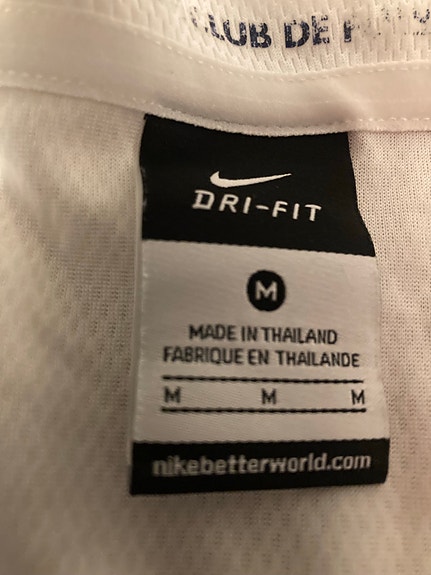 CLUB DE
DRI-FIT
M
MADE IN THAILAND
FABRIQUE EN THAILANDE
M M M
nikebetterworld.com